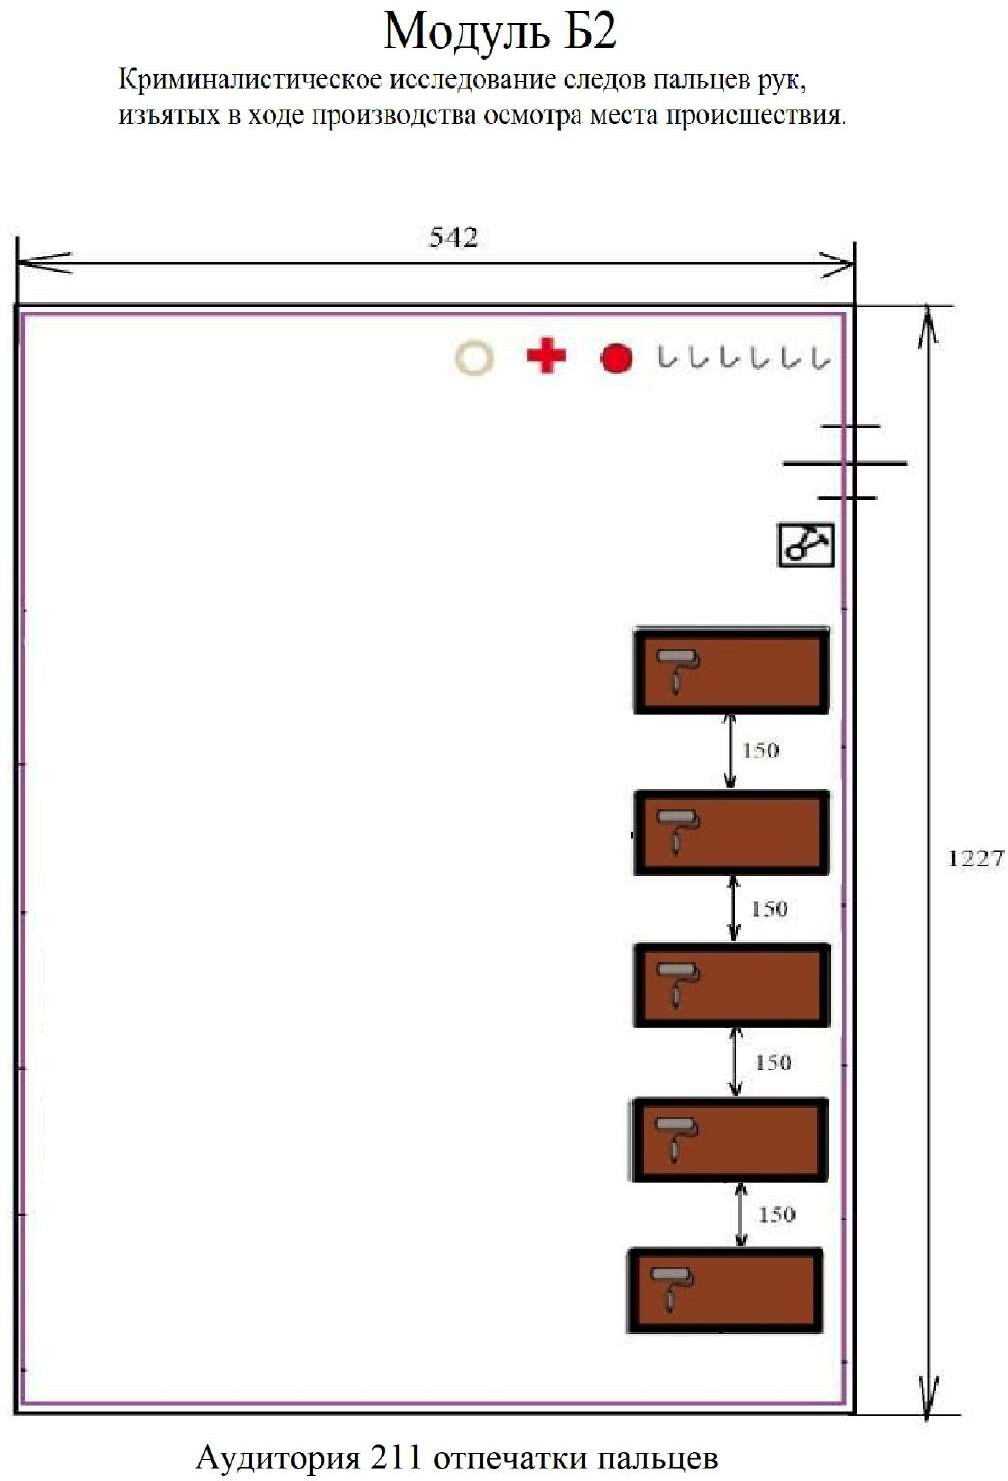 Модуль Б2
Криминалистическое исследование следов пальцев рук,
изъятых в ходе производства осмотра места происшествия.
542
150
1227
150
150
150
Аудитория 211 отпечатки пальцев